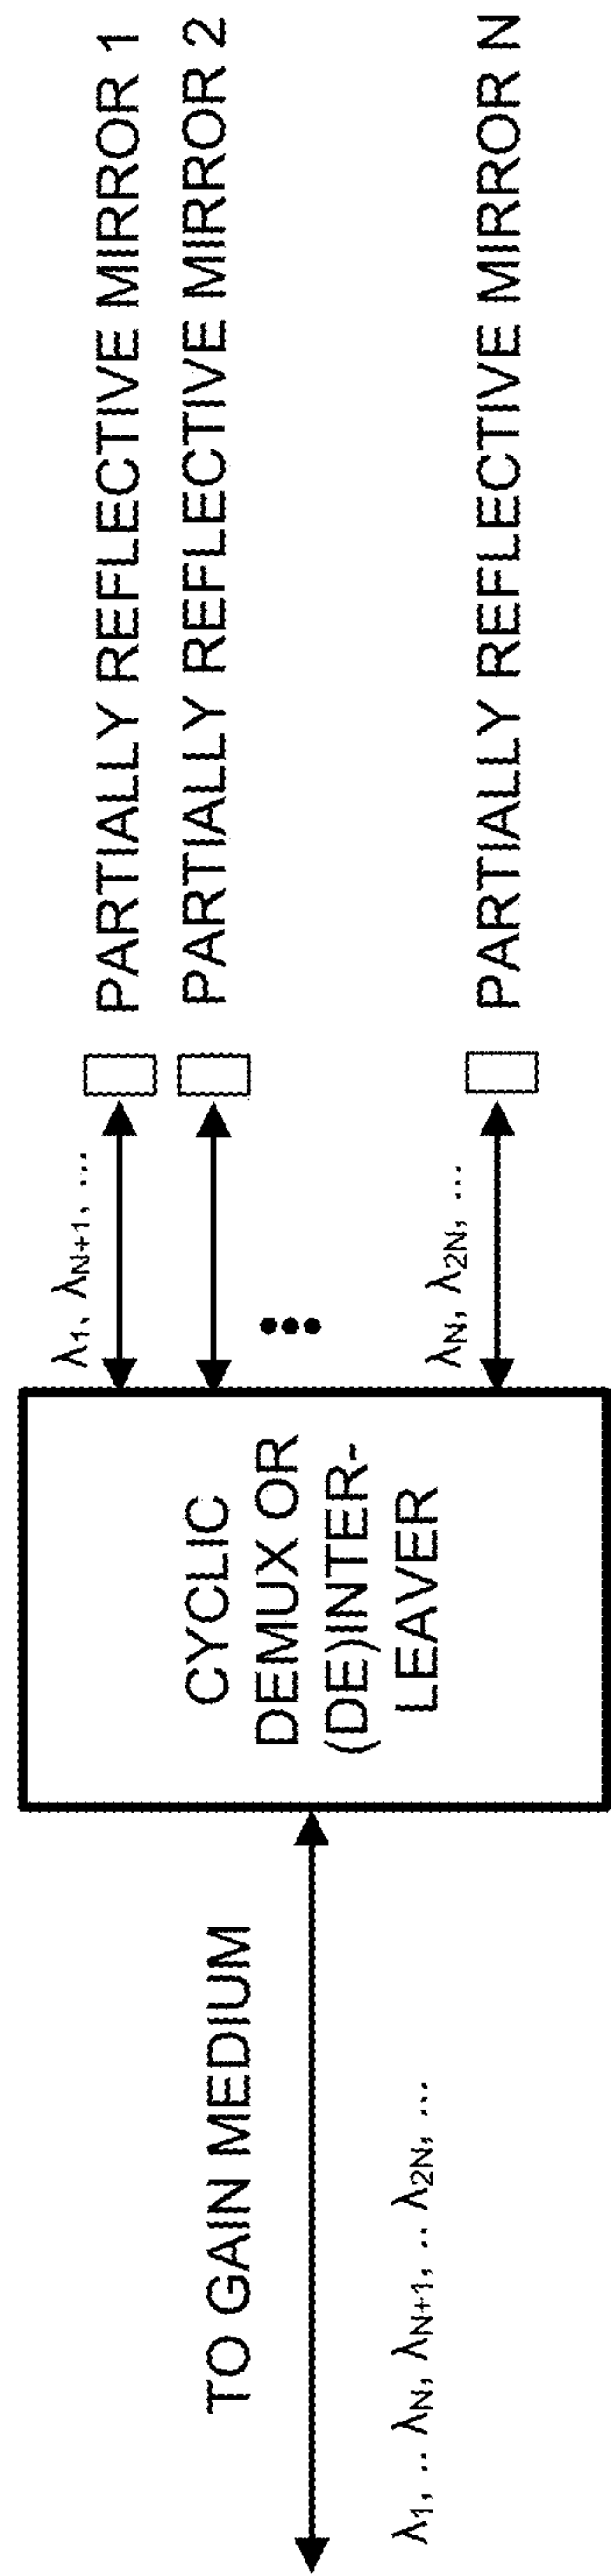 TO GAIN MEDIUM
λ1, .. λN, λN+1, .. λ2N, ...
CYCLIC
DEMUX OR
(DE)INTER-
LEAVER
λ1, λN+1, ...
PARTIALLY REFLECTIVE MIRROR 1
PARTIALLY REFLECTIVE MIRROR 2
λN, λ2N, ...
PARTIALLY REFLECTIVE MIRROR N